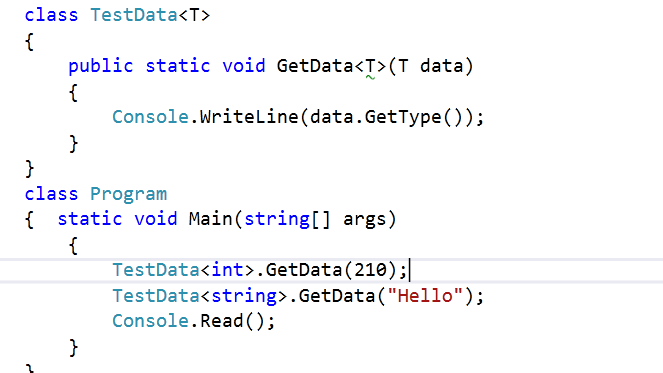 class TestData<T>
{
    public static void GetData<T>(T data)
    {
        Console.WriteLine(data.GetType());
    }
}
class Program
{  static void Main(string[] args)
    {
        TestData<int>.GetData(210);
        TestData<string>.GetData("Hello");
        Console.Read();
    }
}